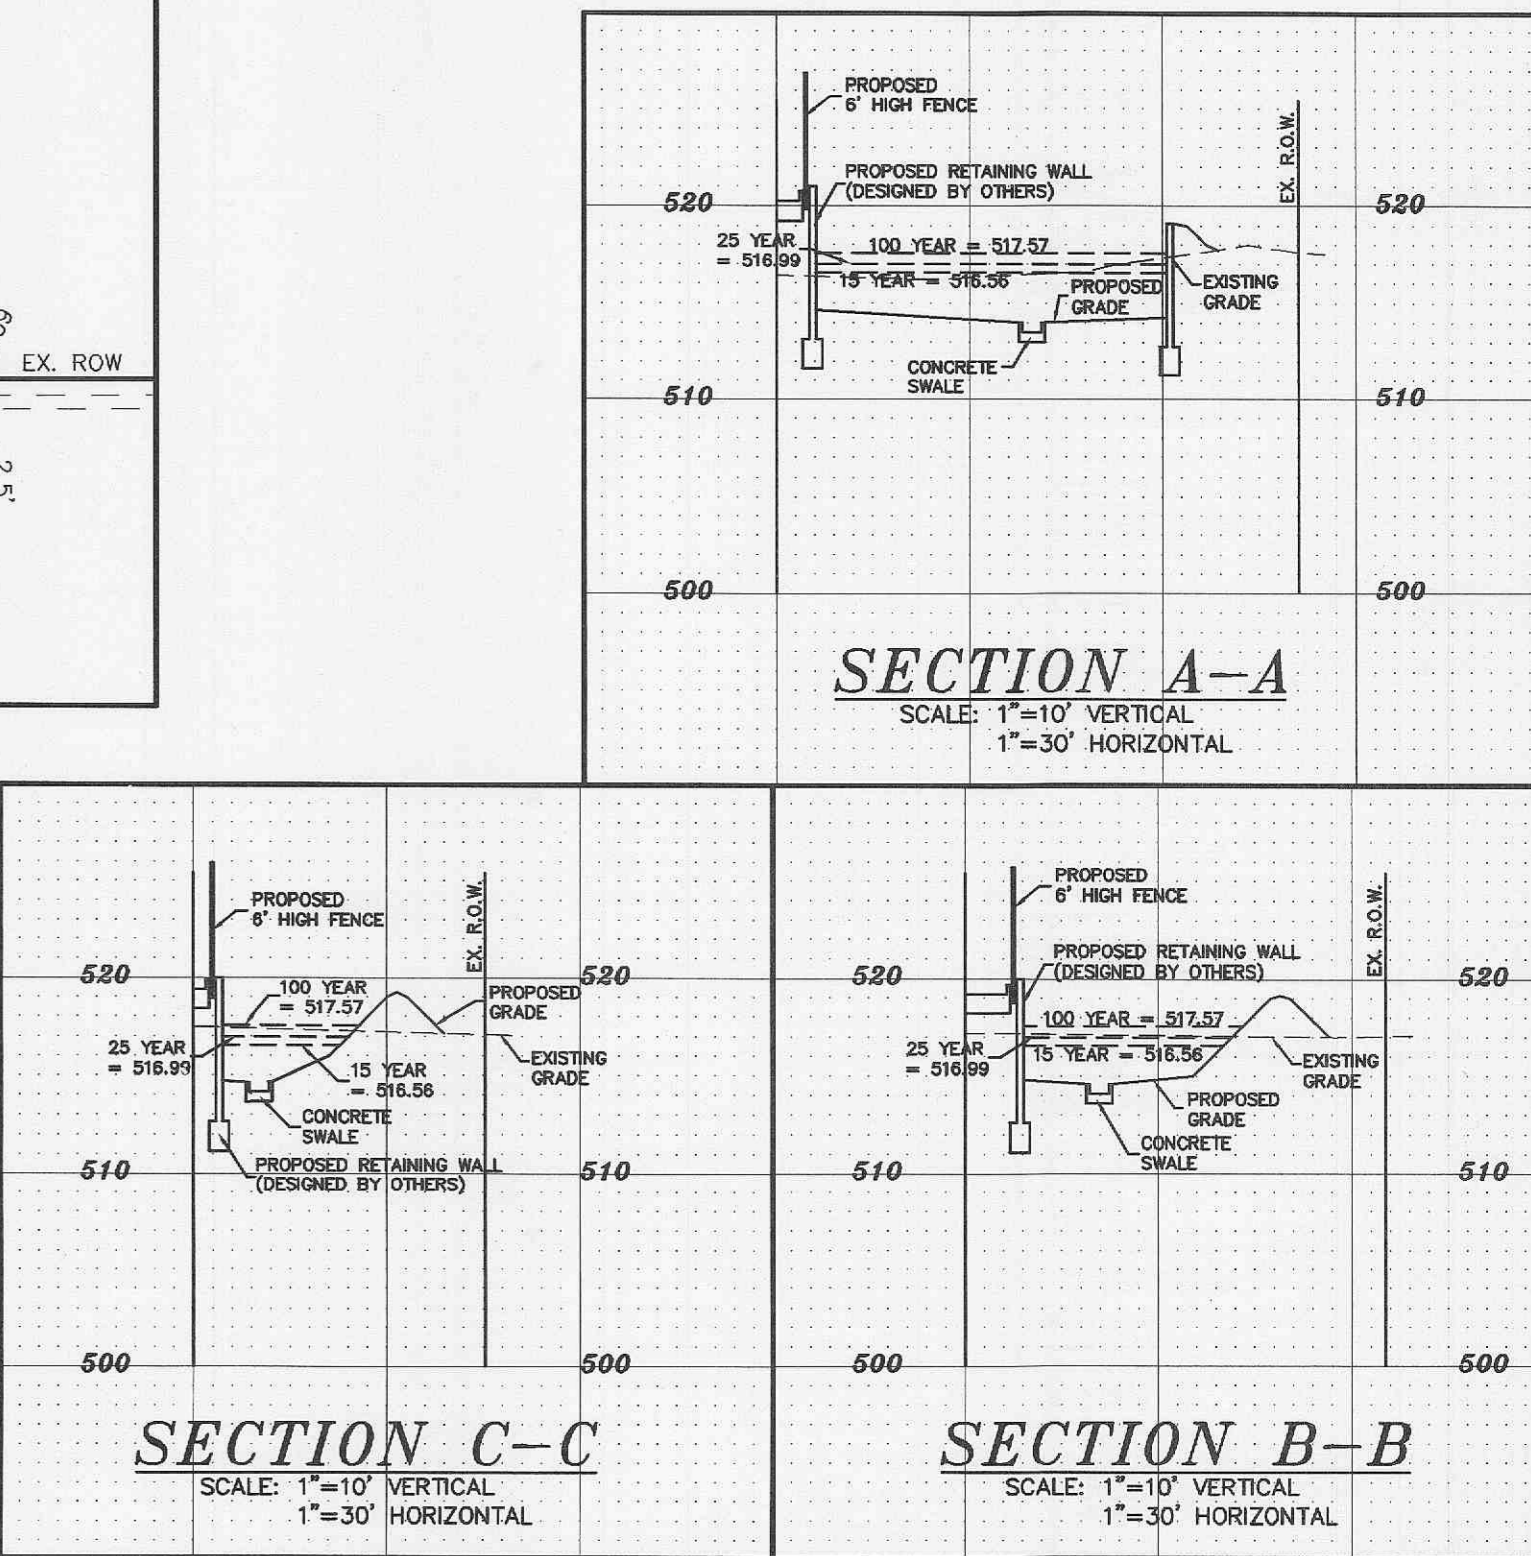 EX. ROW
2.5'
PROPOSED
6' HIGH FENCE
EX. R.O.W.
PROPOSED RETAINING WALL
(DESIGNED BY OTHERS)
520
520
25 YEAR
= 516.99
100 YEAR = 517.57
15 YEAR = 516.56
PROPOSED
GRADE
EXISTING
GRADE
CONCRETE
SWALE
510
510
500
500
SECTION A-A
SCALE: 1"=10' VERTICAL
1"=30' HORIZONTAL
PROPOSED
6' HIGH FENCE
EX. R.O.W.
520
520
100 YEAR
= 517.57
PROPOSED
GRADE
25 YEAR
= 516.99
15 YEAR
= 516.56
EXISTING
GRADE
CONCRETE
SWALE
510
510
PROPOSED RETAINING WALL
(DESIGNED BY OTHERS)
500
500
SECTION C-C
SCALE: 1"=10' VERTICAL
1"=30' HORIZONTAL
PROPOSED
6' HIGH FENCE
EX. R.O.W.
PROPOSED RETAINING WALL
(DESIGNED BY OTHERS)
520
520
100 YEAR = 517.57
25 YEAR
= 516.99
15 YEAR = 516.56
EXISTING
GRADE
PROPOSED
GRADE
CONCRETE
SWALE
510
510
500
500
SECTION B-B
SCALE: 1"=10' VERTICAL
1"=30' HORIZONTAL